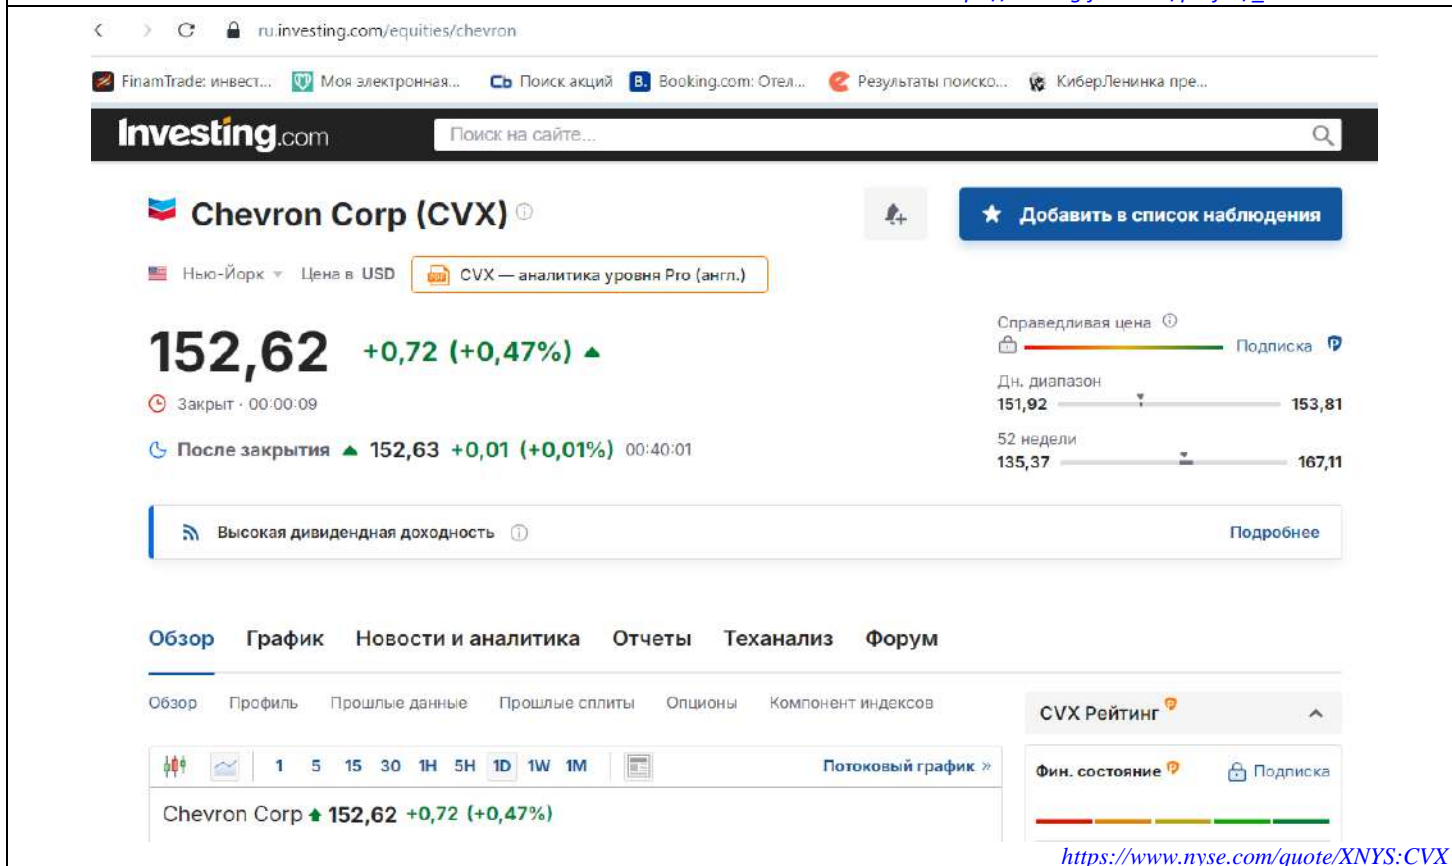 ru.investing.com/equities/chevron
FinamTrade: инвест... Моя электронная... Сb Поиск акций B. Booking.com: Отел... Результаты поиско... КиберЛенинка пре...
Investing.com Поиск на сайте...
Chevron Corp (CVX) Добавить в список наблюдения
Нью-Йорк Цена в USD CVX — аналитика уровня Pro (англ.)
Справедливая цена
152,62 +0,72 (+0,47%) Подписка
Дн. диапазон
Закрыт · 00:00:09 151,92 153,81
52 недели
После закрытия 152,63 +0,01 (+0,01%) 00:40:01 135,37 167,11
Высокая дивидендная доходность Подробнее
Обзор График Новости и аналитика Отчеты Теханализ Форум
Обзор Профиль Прошлые данные Прошлые сплиты Опционы Компонент индексов CVX Рейтинг
1 5 15 30 1H 5H 1D 1W 1M Потоковый график » Фин. состояние Подписка
Chevron Corp 152,62 +0,72 (+0,47%)
https://www.nyse.com/quote/XNYS:CVX